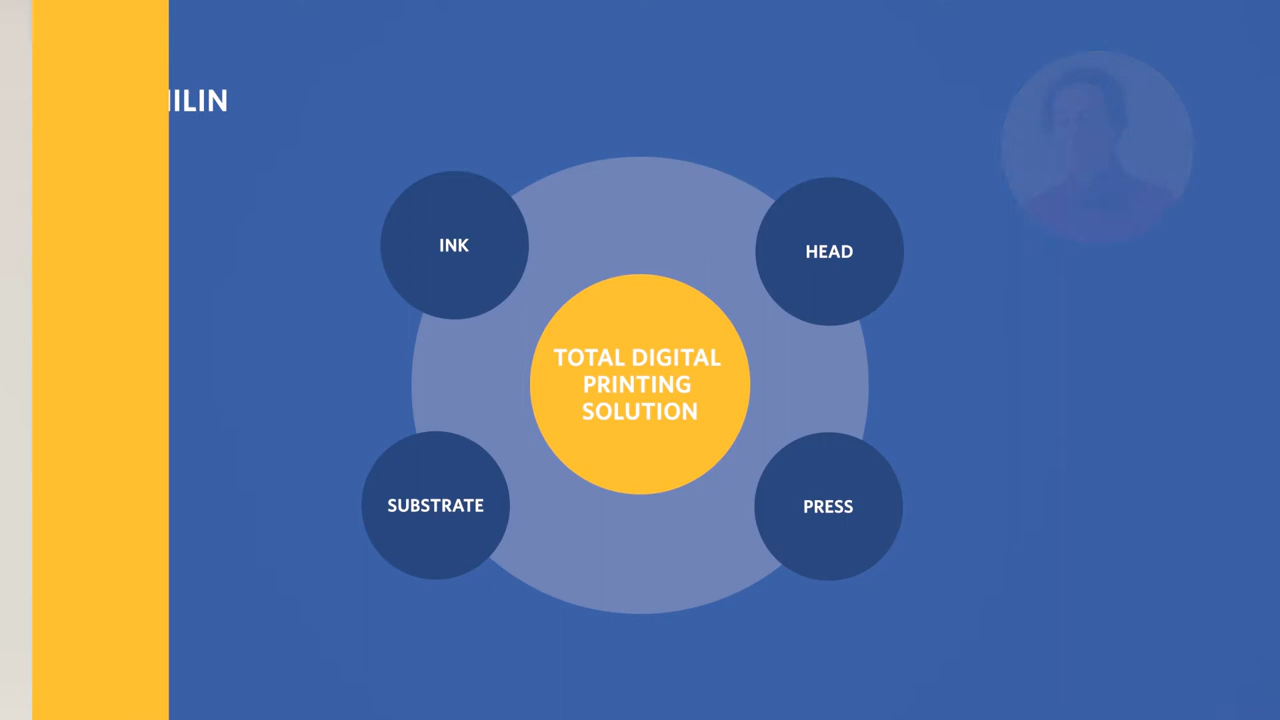 ILIN
INK
HEAD
TOTAL DIGITAL
PRINTING
SOLUTION
SUBSTRATE
PRESS